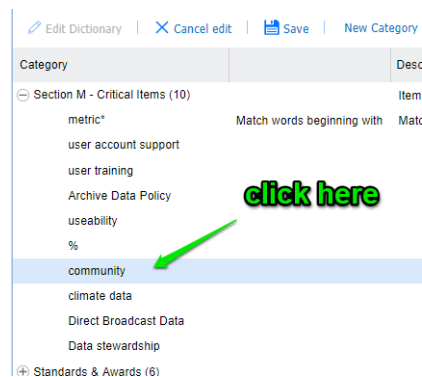 Edit Dictionary Cancel edit Save New Category
Category Desc
Section M - Critical Items (10) Item
metric* Match words beginning with Matc
user account support
user training
Archive Data Policy
click here
useability
%
community
climate data
Direct Broadcast Data
Data stewardship
Standards & Awards (6)